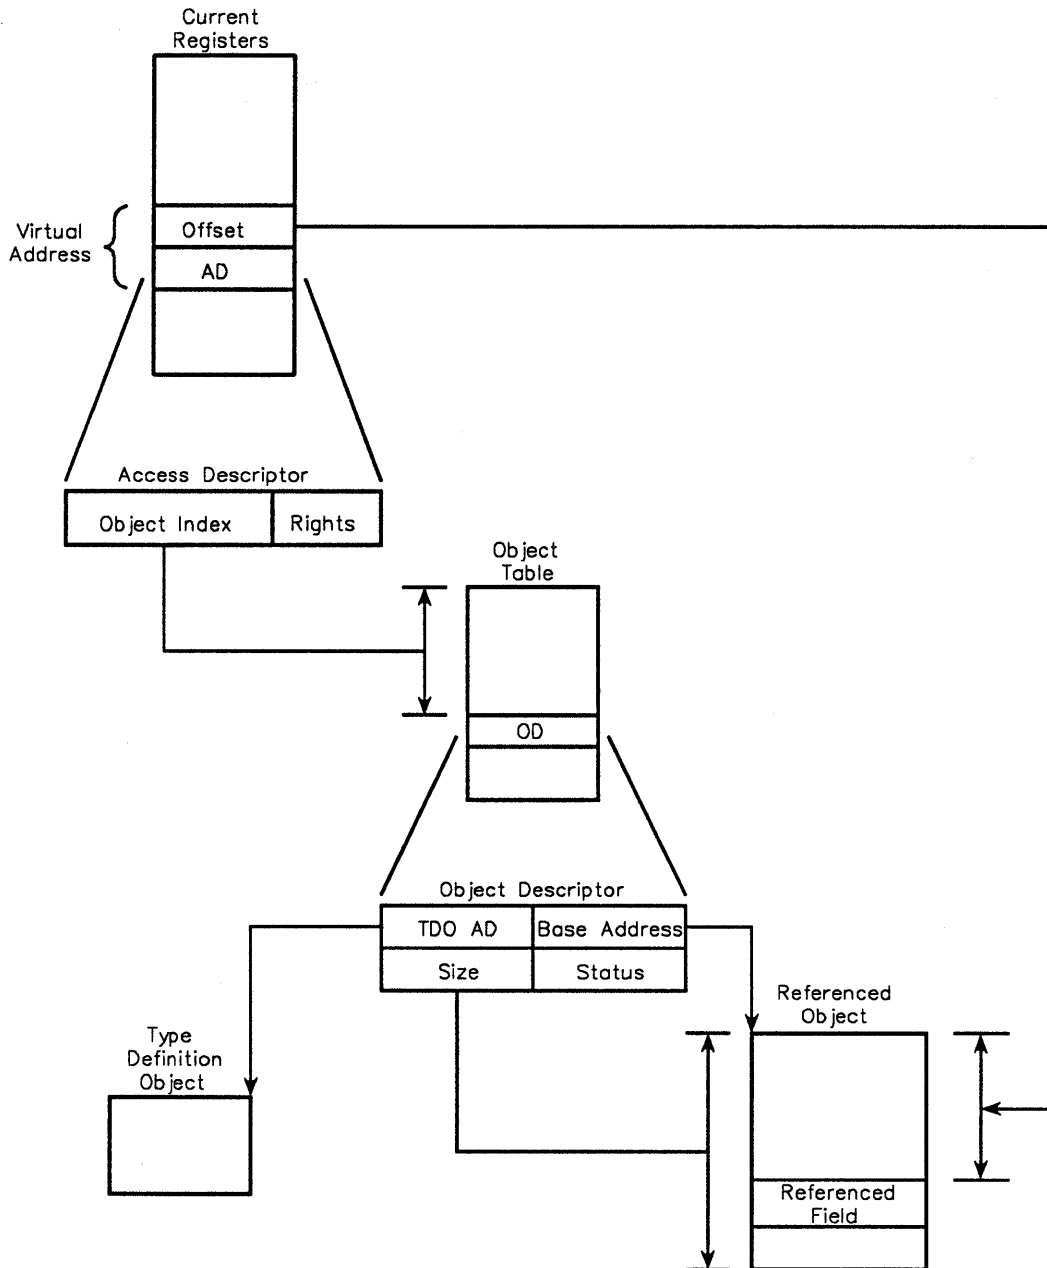 Current
Registers
Virtual
Address
Offset
AD
Access Descriptor
Object Index
Rights
Object
Table
OD
Object Descriptor
TDO AD
Base Address
Size
Status
Type
Definition
Object
Referenced
Object
Referenced
Field